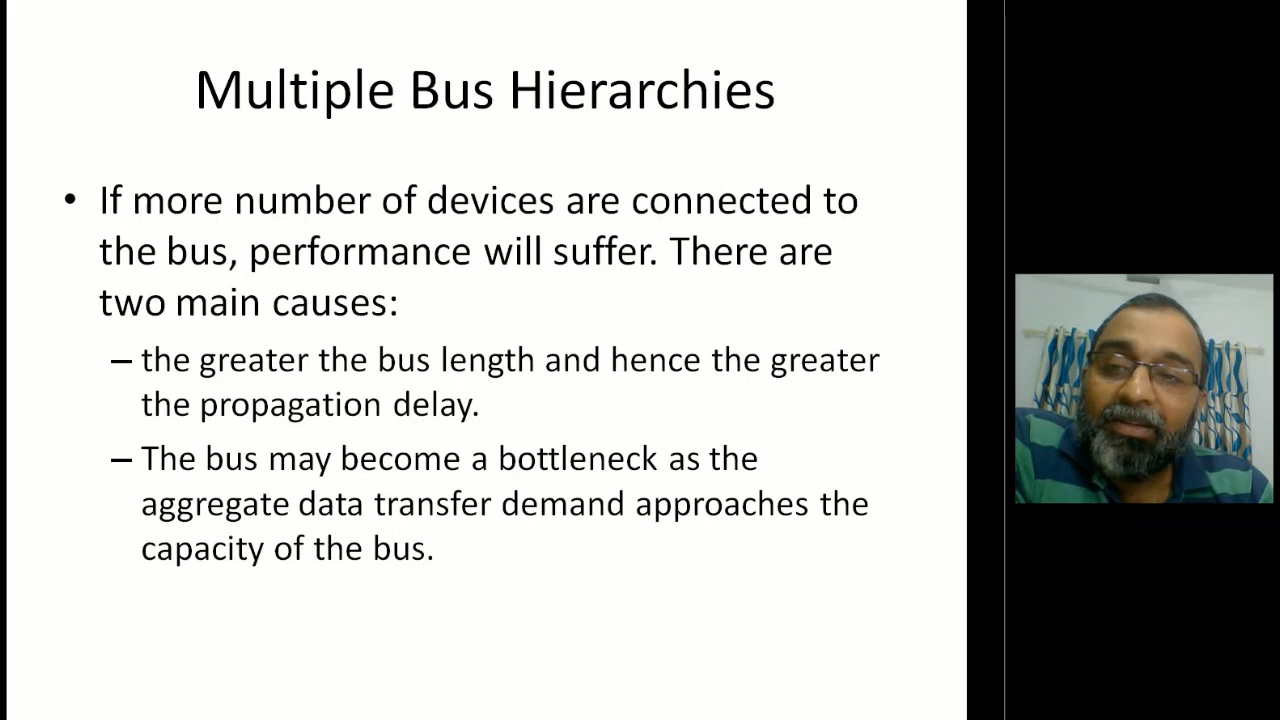 Multiple Bus Hierarchies
• If more number of devices are connected to
the bus, performance will suffer. There are
two main causes:
– the greater the bus length and hence the greater
the propagation delay.
– The bus may become a bottleneck as the
aggregate data transfer demand approaches the
capacity of the bus.